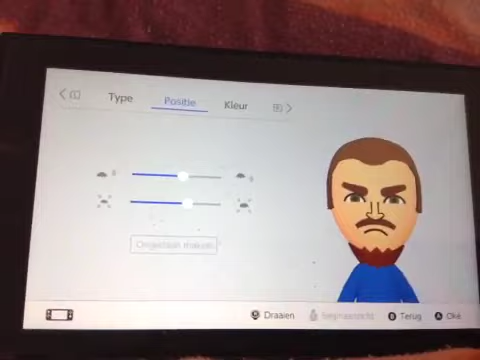 Type Positie Kleur
Ongedaan maken
Draaien Terug Oké